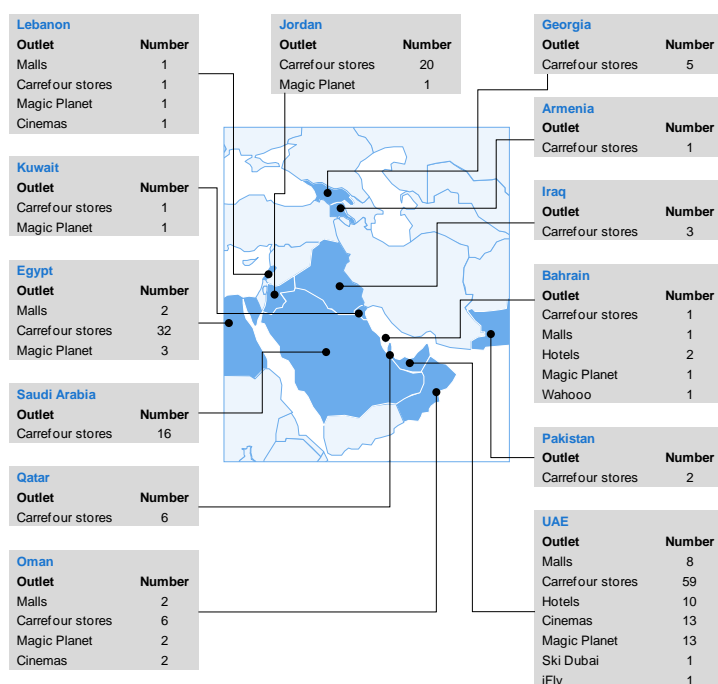 Lebanon
Outlet Number
Malls 1
Carrefour stores 1
Magic Planet 1
Cinemas 1
Jordan
Outlet Number
Carrefour stores 20
Magic Planet 1
Georgia
Outlet Number
Carrefour stores 5
Armenia
Outlet Number
Carrefour stores 1
Kuwait
Outlet Number
Carrefour stores 1
Magic Planet 1
Iraq
Outlet Number
Carrefour stores 3
Egypt
Outlet Number
Malls 2
Carrefour stores 32
Magic Planet 3
Bahrain
Outlet Number
Carrefour stores 1
Malls 1
Hotels 2
Magic Planet 1
Wahooo 1
Saudi Arabia
Outlet Number
Carrefour stores 16
Pakistan
Outlet Number
Carrefour stores 2
Qatar
Outlet Number
Carrefour stores 6
UAE
Outlet Number
Malls 8
Carrefour stores 59
Hotels 10
Cinemas 13
Magic Planet 13
Ski Dubai 1
iFly 1
Oman
Outlet Number
Malls 2
Carrefour stores 6
Magic Planet 2
Cinemas 2